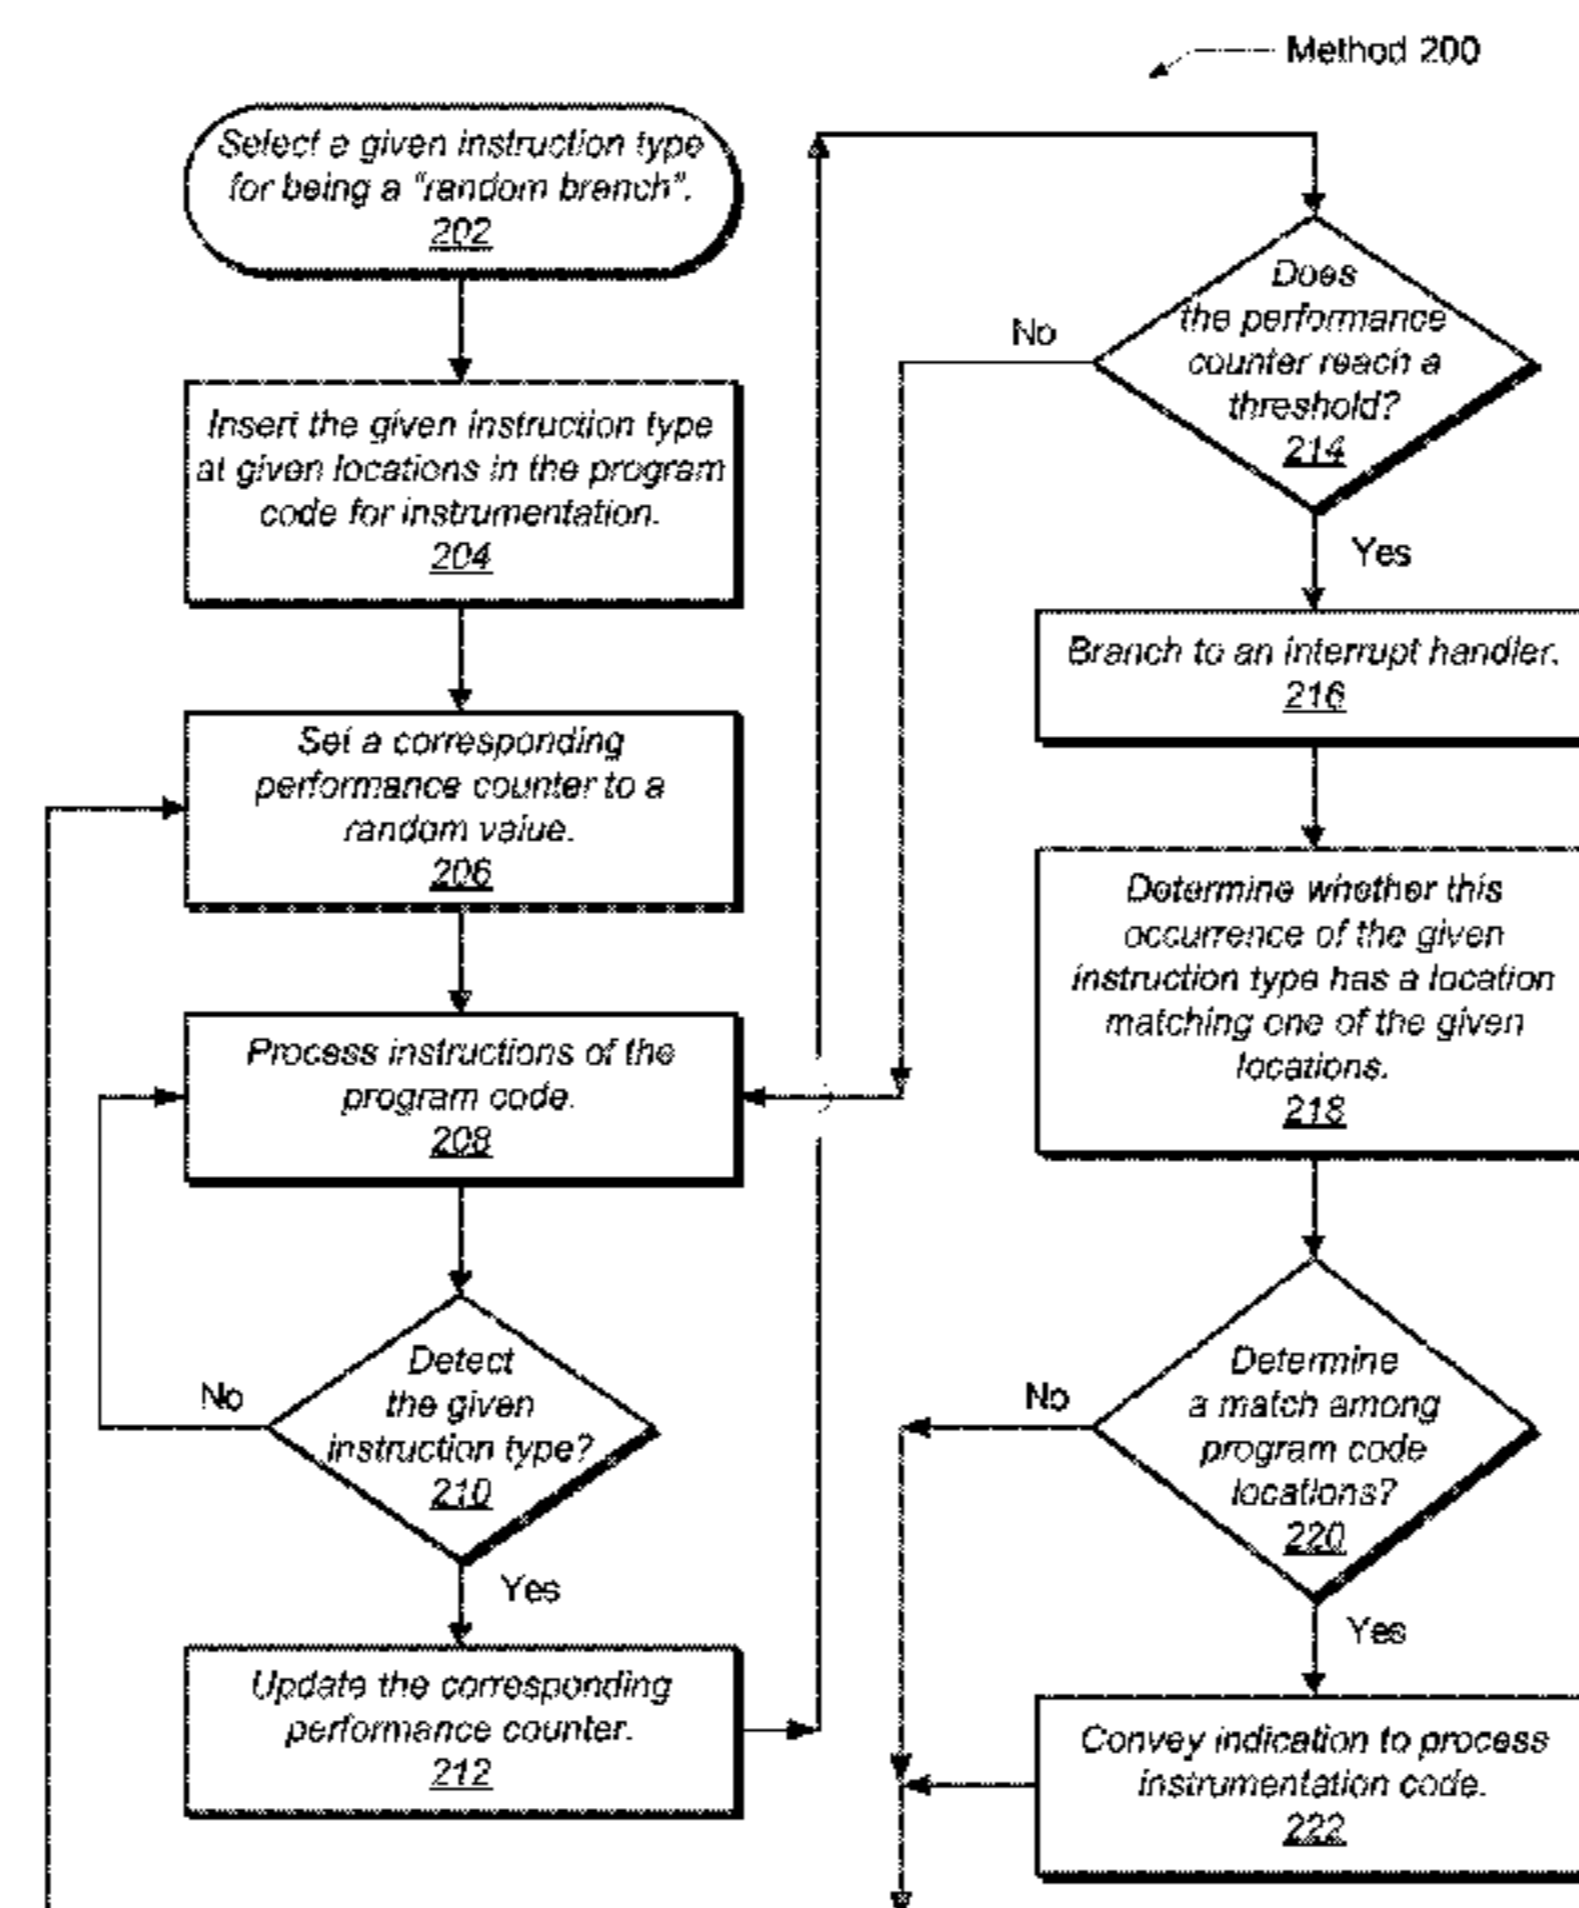 Method 200
Select a given instruction type
for being a "random branch".
202
Insert the given instruction type
at given locations in the program
code for instrumentation.
204
Set a corresponding
performance counter to a
random value.
206
Process instructions of the
program code.
208
Detect
the given
instruction type?
210
No
Yes
Update the corresponding
performance counter.
212
Does
the performance
counter reach a
threshold?
214
No
Yes
Branch to an interrupt handler.
216
Determine whether this
occurrence of the given
instruction type has a location
matching one of the given
locations.
218
Determine
a match among
program code
locations?
220
No
Yes
Convey indication to process
instrumentation code.
222